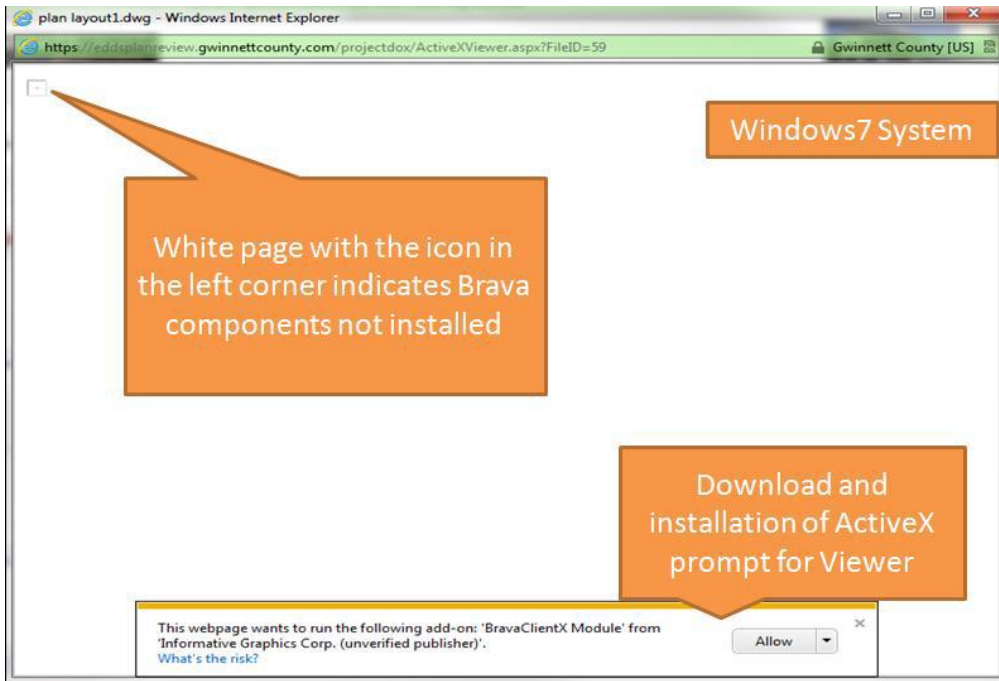 plan layout1.dwg - Windows Internet Explorer
https://eddsplanreview.gwinnettcounty.com/projectdox/ActiveXViewer.aspx?FileID=59
Gwinnett County [US]
Windows7 System
White page with the icon in
the left corner indicates Brava
components not installed
Download and
installation of ActiveX
prompt for Viewer
This webpage wants to run the following add-on: 'BravaClientX Module' from
'Informative Graphics Corp. (unverified publisher)'.
What's the risk?
Allow